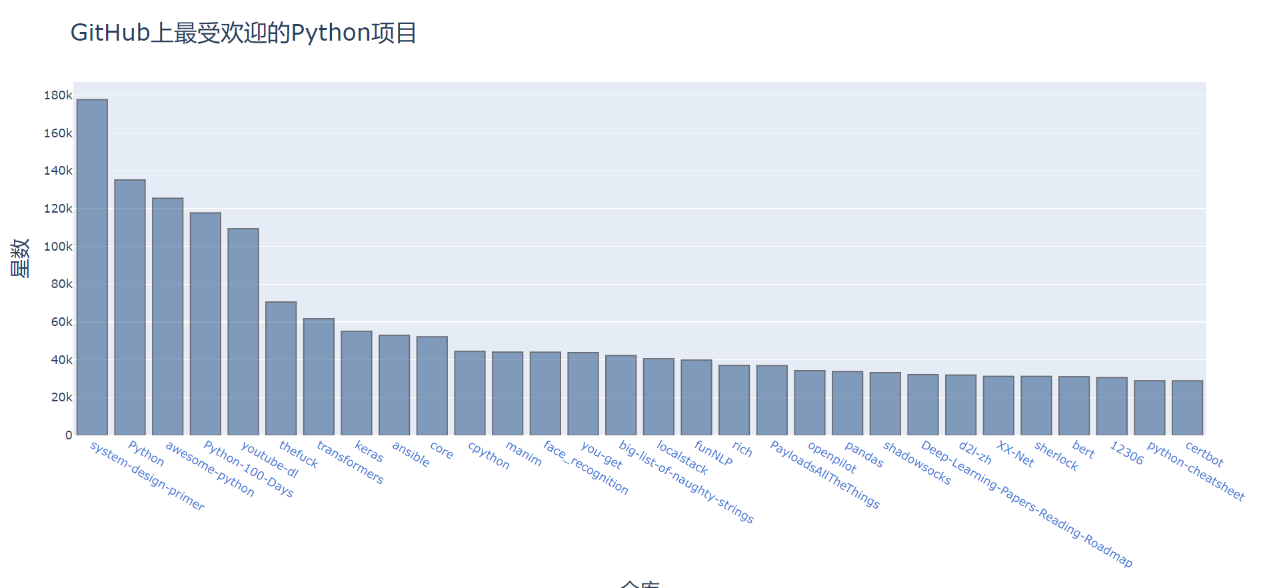 GitHub上最受欢迎的Python项目
180k
160k
140k
120k
100k
80k
60k
40k
20k
0
星数
system-design-primer
Python
awesome-python
Python-100-Days
youtube-dl
thefuck
transformers
keras
ansible
core
cpython
manim
face_recognition
you-get
big-list-of-naughty-strings
localstack
funNLP
rich
PayloadsAllTheThings
openpilot
pandas
shadowsocks
Deep-Learning-Papers-Reading-Roadmap
d2l-zh
XX-Net
sherlock
bert
12306
python-cheatsheet
certbot